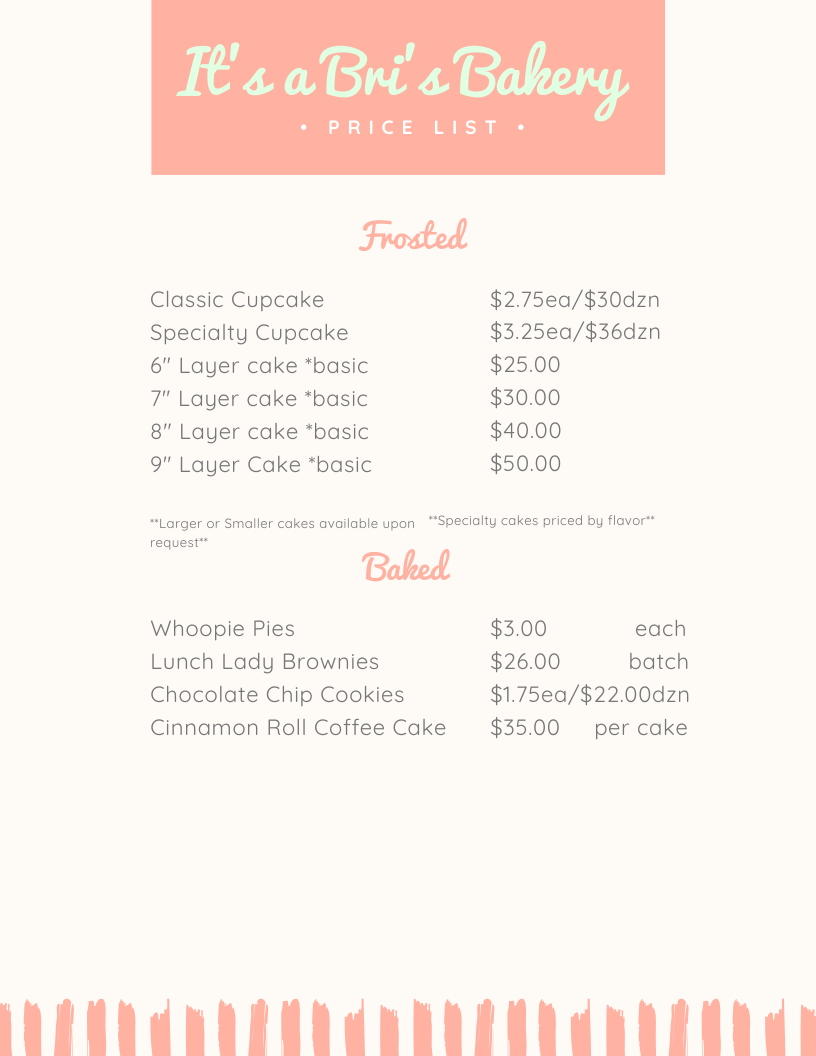 It's a Bri's Bakery
• PRICE LIST •
Frosted
Classic Cupcake $2.75ea/$30dzn
Specialty Cupcake $3.25ea/$36dzn
6" Layer cake *basic $25.00
7" Layer cake *basic $30.00
8" Layer cake *basic $40.00
9" Layer Cake *basic $50.00
**Larger or Smaller cakes available upon
request**
**Specialty cakes priced by flavor**
Baked
Whoopie Pies $3.00 each
Lunch Lady Brownies $26.00 batch
Chocolate Chip Cookies $1.75ea/$22.00dzn
Cinnamon Roll Coffee Cake $35.00 per cake